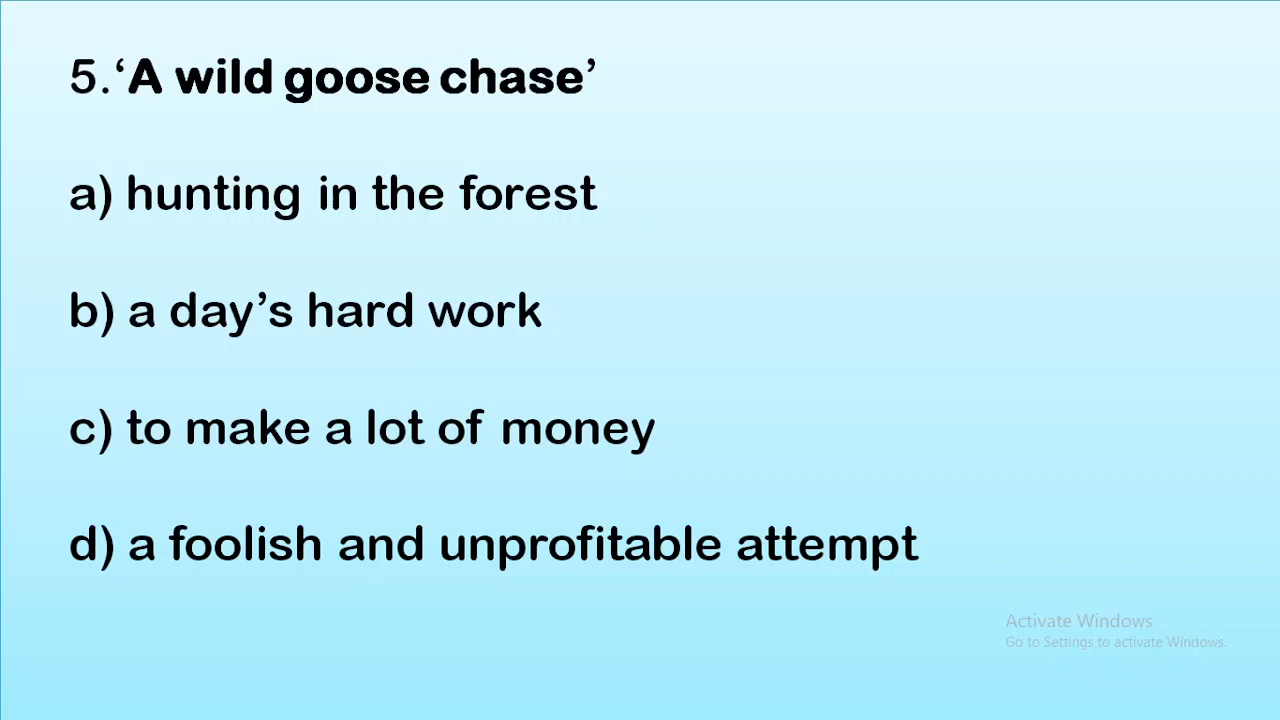 5.‘A wild goose chase’
a) hunting in the forest
b) a day’s hard work
c) to make a lot of money
d) a foolish and unprofitable attempt
Activate Windows
Go to Settings to activate Windows.